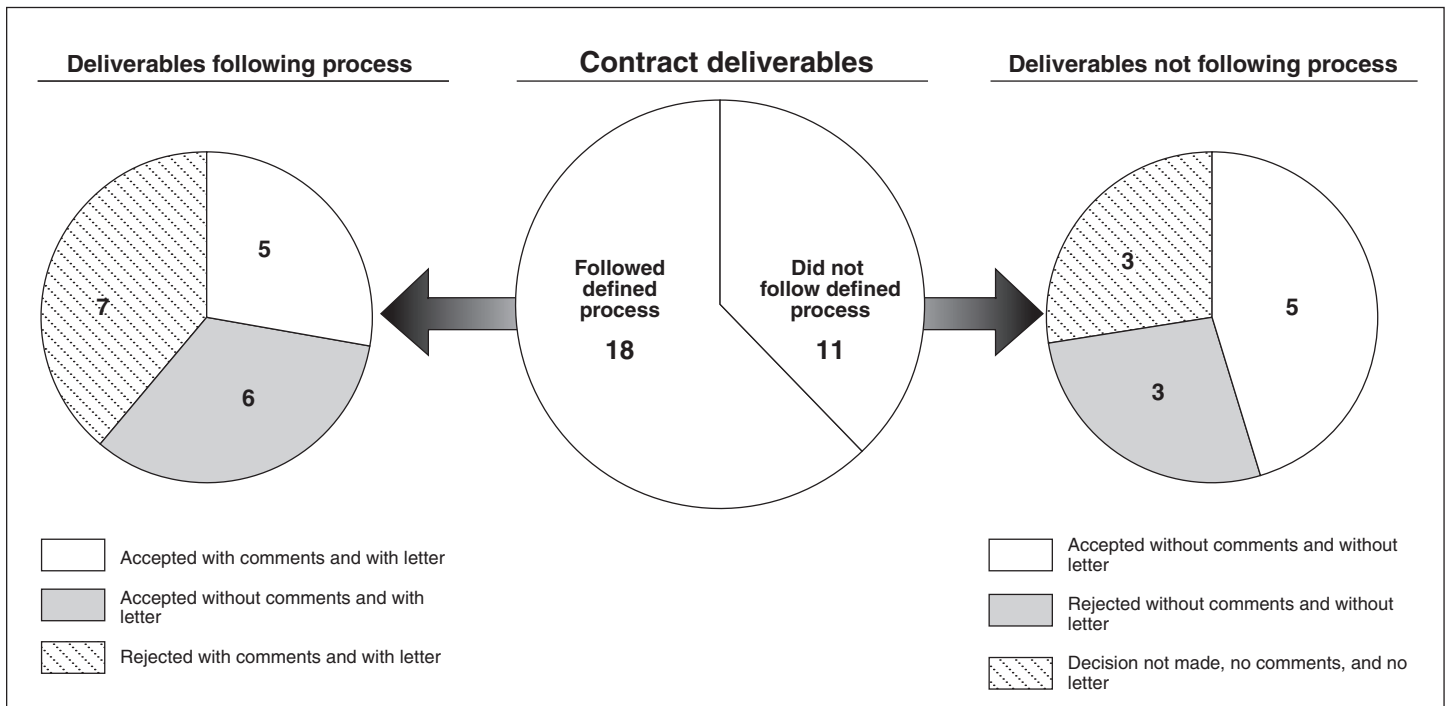 Deliverables following process
Contract deliverables
Deliverables not following process
5
6
7
Followed
defined
process
18
Did not
follow defined
process
11
5
3
3
Accepted with comments and with letter
Accepted without comments and with
letter
Rejected with comments and with letter
Accepted without comments and without
letter
Rejected without comments and without
letter
Decision not made, no comments, and no
letter